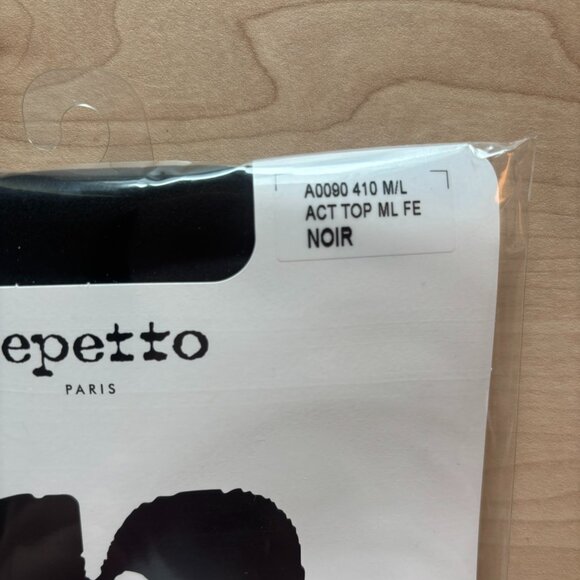 A0090 410 M/L
ACT TOP ML FE
NOIR
epetto
PARIS